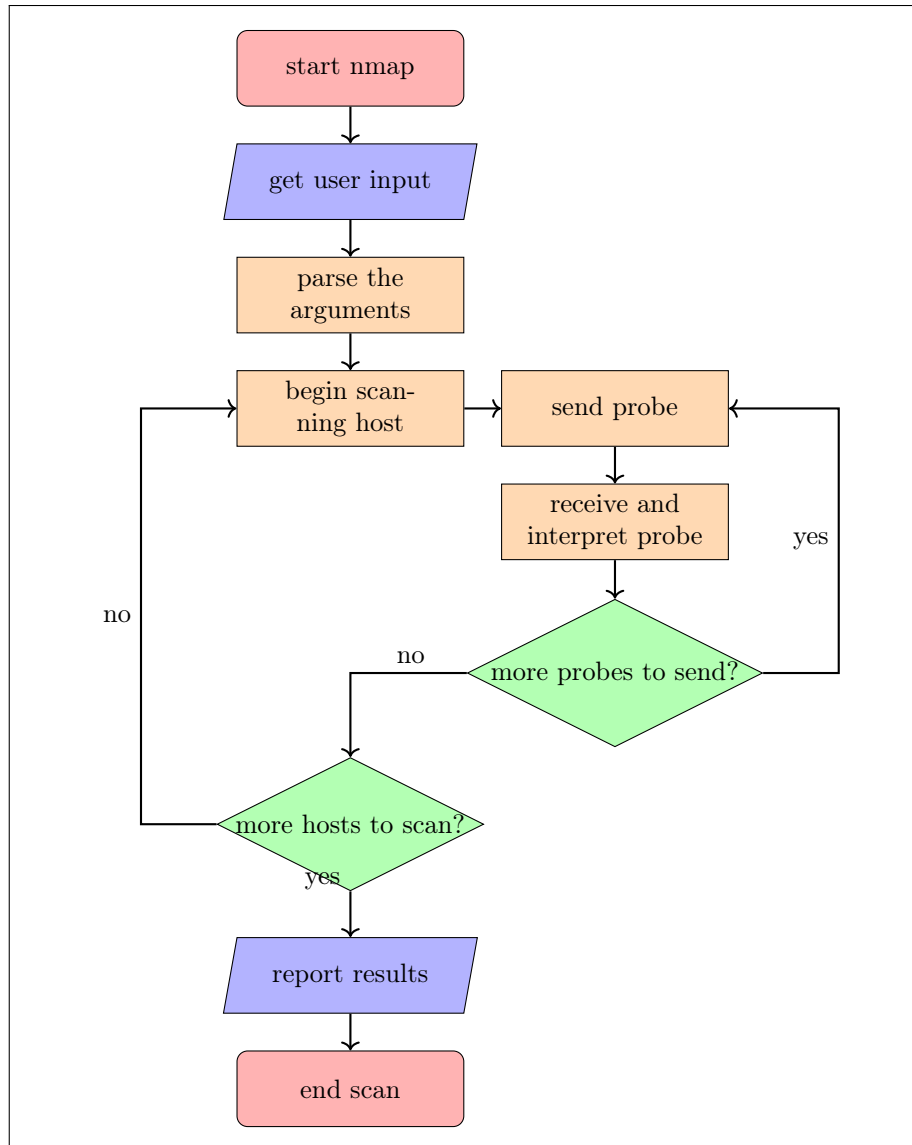 start nmap
get user input
parse the
arguments
begin scan-
ning host
send probe
receive and
interpret probe
yes
no
more probes to send?
no
more hosts to scan?
yes
report results
end scan